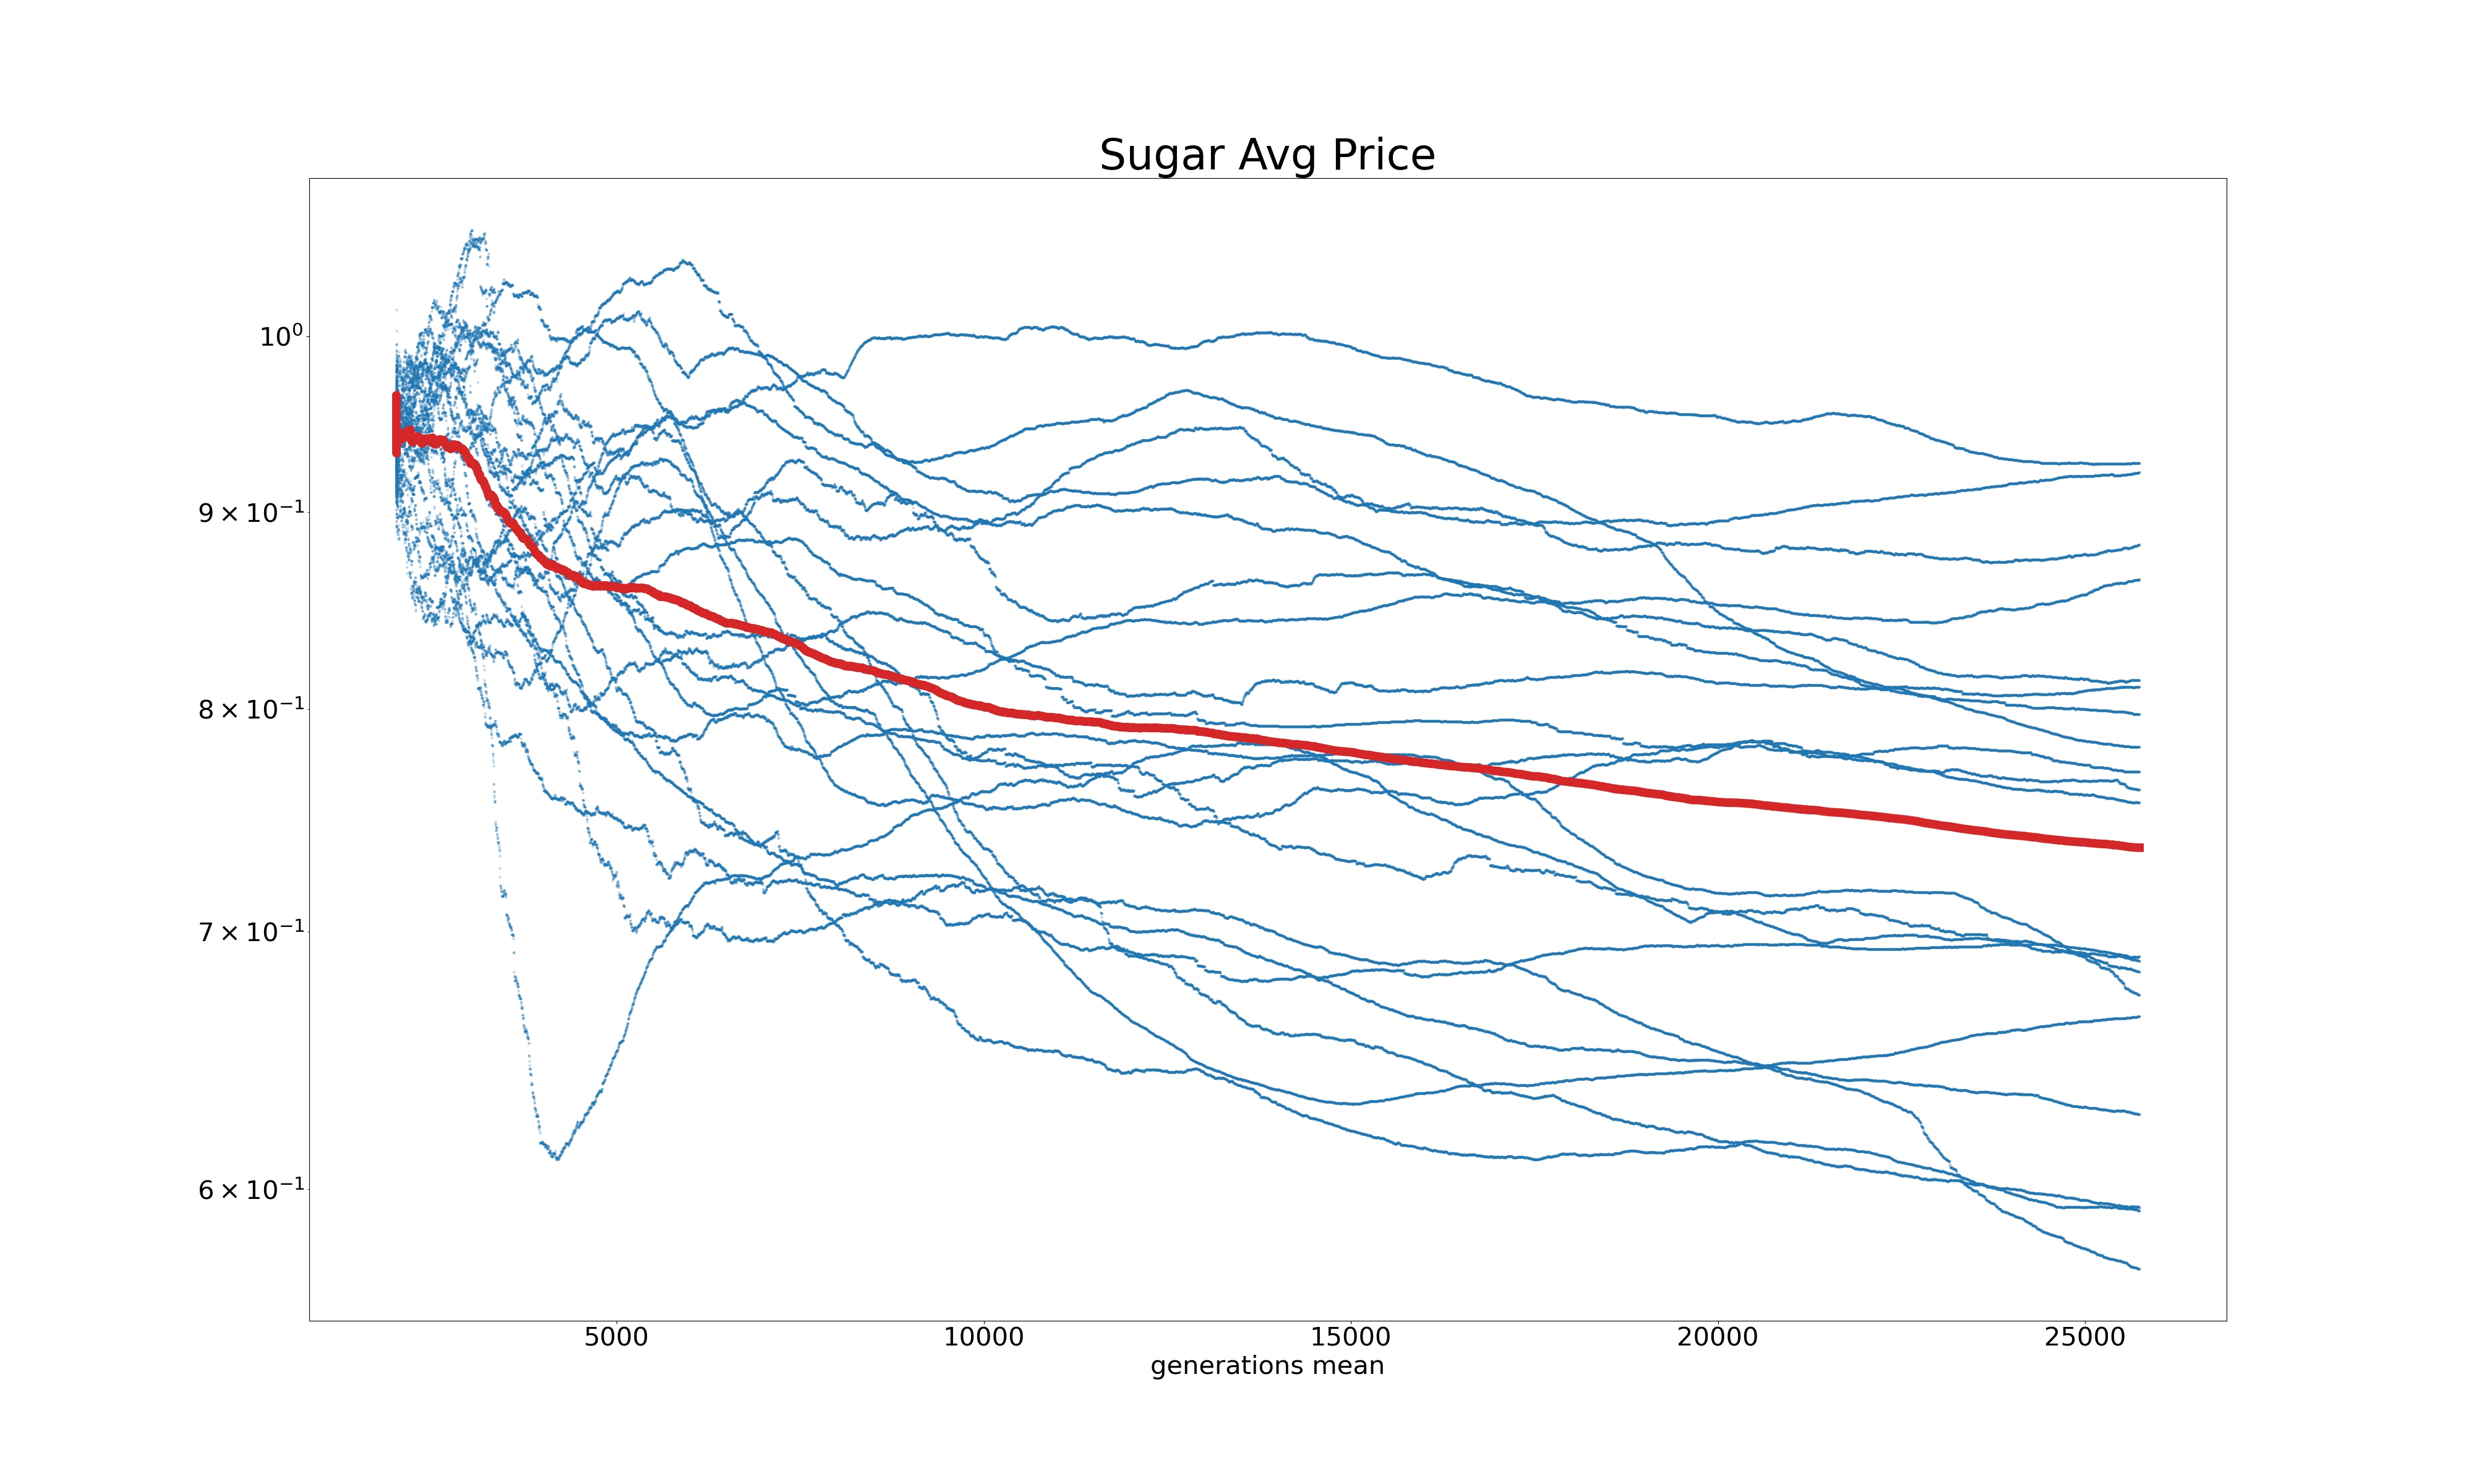 Sugar Avg Price
10⁰
9 × 10⁻¹
8 × 10⁻¹
7 × 10⁻¹
6 × 10⁻¹
5000 10000 15000 20000 25000
generations mean